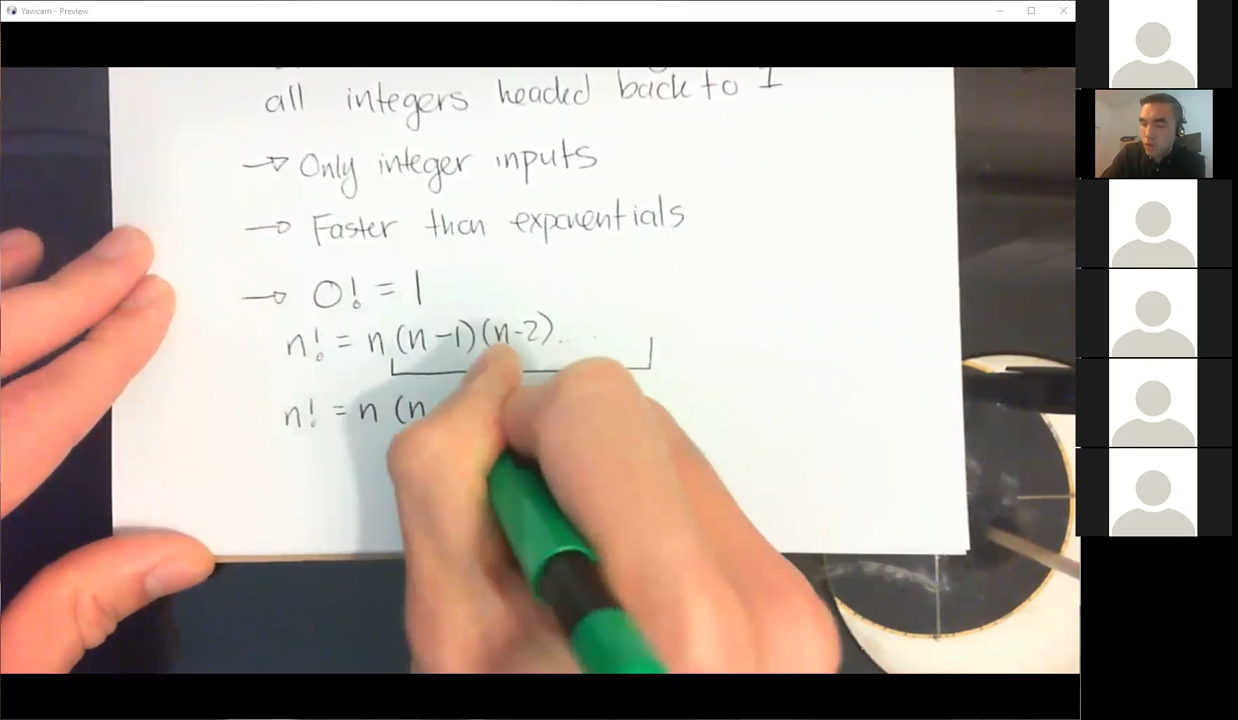 Yawcam - Preview
all integers headed back to 1
→ Only integer inputs
→ Faster than exponentials
→ 0! = 1
n! = n(n-1)(n-2)....
n! = n (n